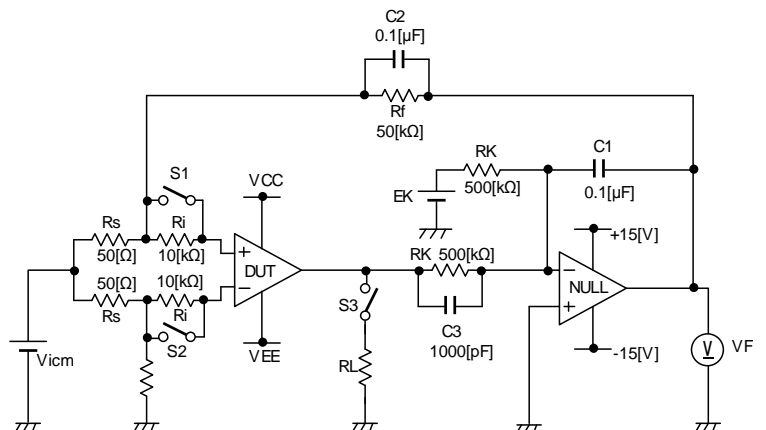 C2
0.1[µF]
Rf
50[kΩ]
S1
VCC
RK
500[kΩ]
C1
0.1[µF]
EK
Rs
50[Ω]
Ri
10[kΩ]
+
DUT
−
50[Ω]
Rs
10[kΩ]
Ri
S2
VEE
Vicm
RK 500[kΩ]
C3
1000[pF]
S3
RL
+15[V]
−
NULL
+
-15[V]
V
VF